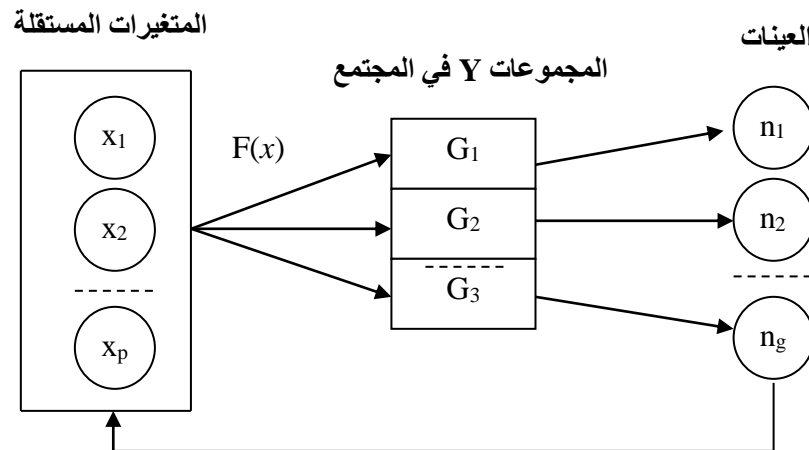 المتغيرات المستقلة
العينات
المجموعات Y في المجتمع
x1
x2
xp
F(x)
G1
G2
G3
n1
n2
ng